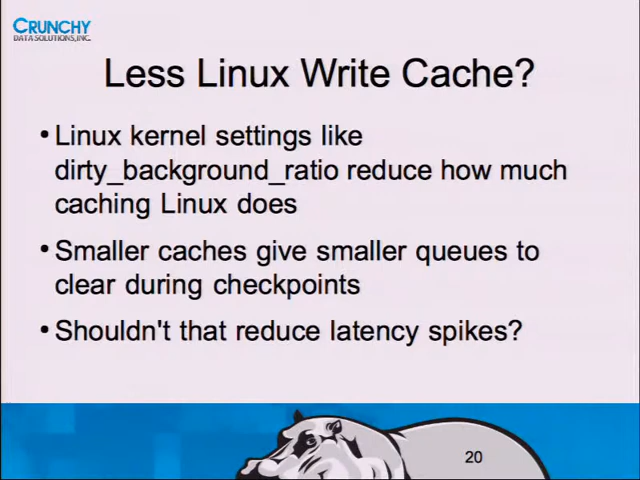 CRUNCHY
DATA SOLUTIONS, INC.
Less Linux Write Cache?
•Linux kernel settings like
dirty_background_ratio reduce how much
caching Linux does
•Smaller caches give smaller queues to
clear during checkpoints
•Shouldn't that reduce latency spikes?
20